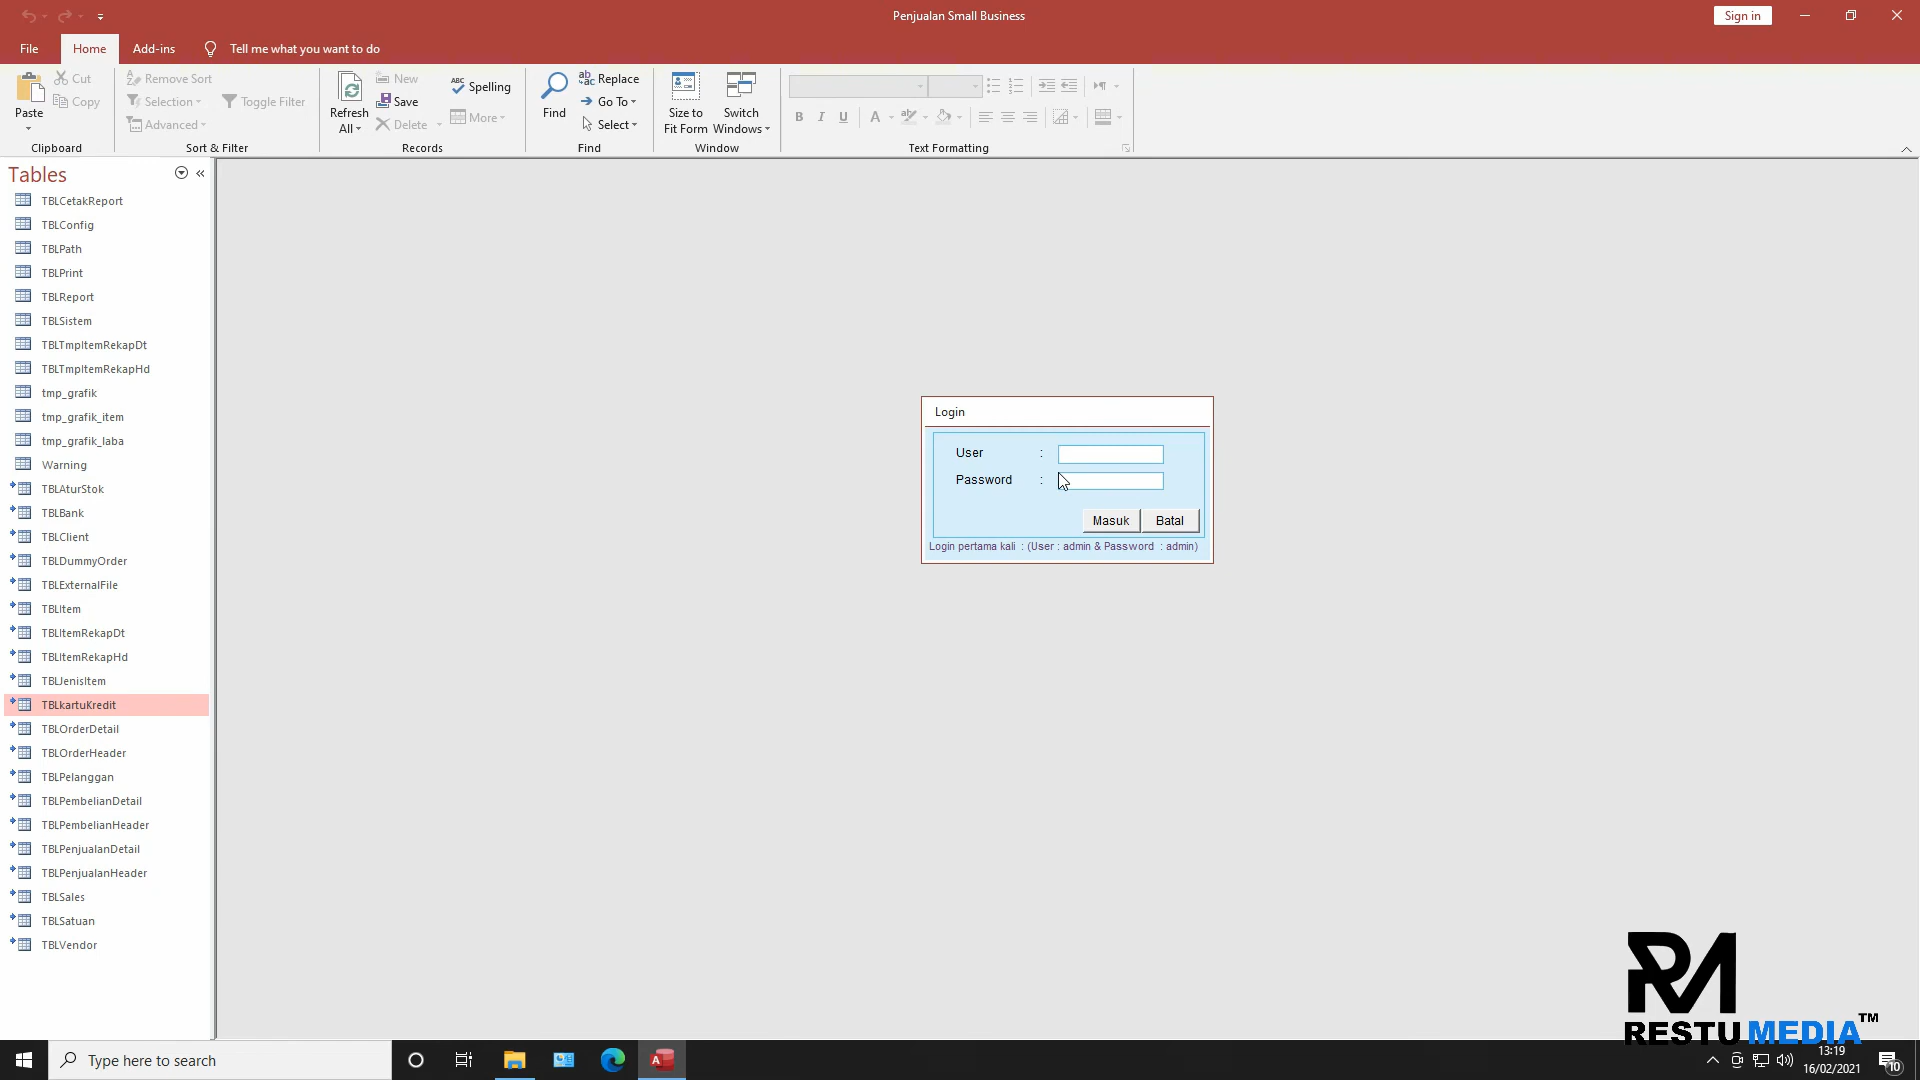 Penjualan Small Business
Sign in
File
Home
Add-ins
Tell me what you want to do
Paste
Cut
Copy
Clipboard
Remove Sort
Selection
Toggle Filter
Advanced
Sort & Filter
Refresh
All
New
Save
Delete
Spelling
More
Records
Find
Replace
Go To
Select
Find
Size to
Fit Form
Switch
Windows
Window
B I U
Text Formatting
Tables
TBLCetakReport
TBLConfig
TBLPath
TBLPrint
TBLReport
TBLSistem
TBLTmpItemRekapDt
TBLTmpItemRekapHd
tmp_grafik
tmp_grafik_item
tmp_grafik_laba
Warning
TBLAturStok
TBLBank
TBLClient
TBLDummyOrder
TBLExternalFile
TBLItem
TBLItemRekapDt
TBLItemRekapHd
TBLJenisItem
TBLkartuKredit
TBLOrderDetail
TBLOrderHeader
TBLPelanggan
TBLPembelianDetail
TBLPembelianHeader
TBLPenjualanDetail
TBLPenjualanHeader
TBLSales
TBLSatuan
TBLVendor
Login
User :
Password :
Masuk
Batal
Login pertama kali : (User : admin & Password : admin)
RM
RESTU MEDIA™
Type here to search
13:19
16/02/2021
10